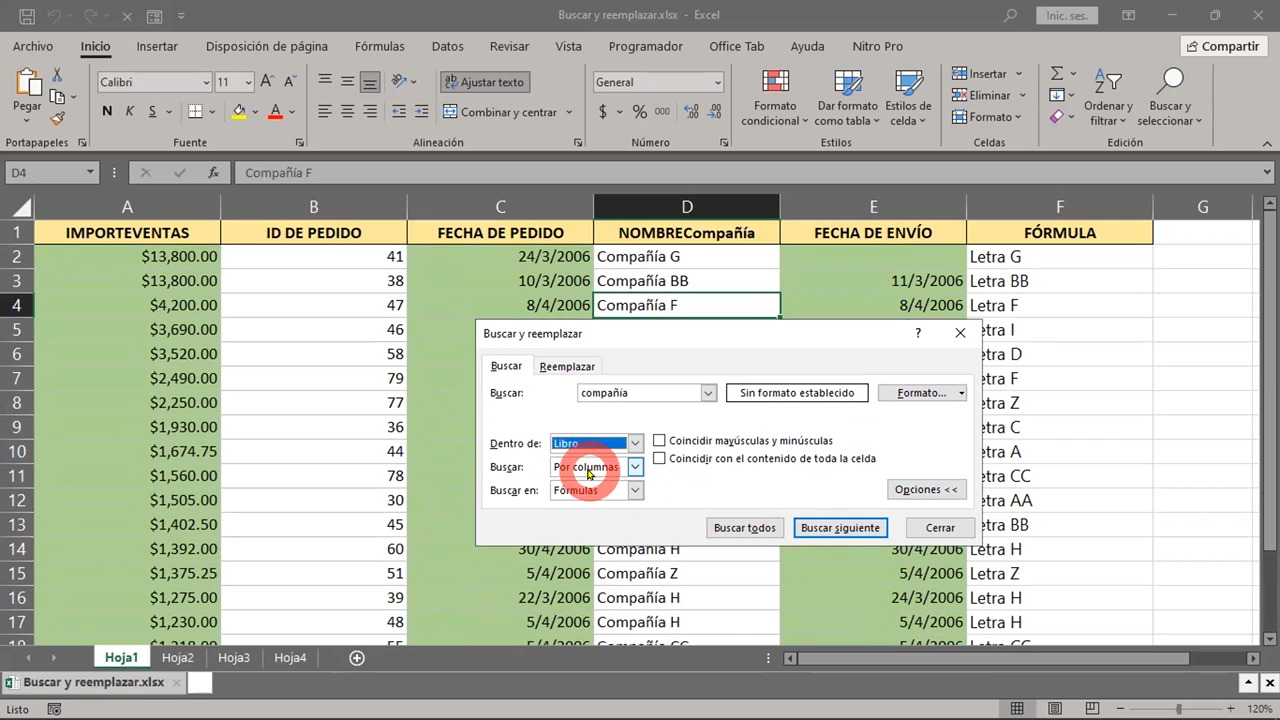 Buscar y reemplazar.xlsx - Excel
Inic. ses.
Archivo Inicio Insertar Disposición de página Fórmulas Datos Revisar Vista Programador Office Tab Ayuda Nitro Pro Compartir
Pegar
Calibri 11
N K S
Ajustar texto
Combinar y centrar
General
$ % 000
Formato condicional
Dar formato como tabla
Estilos de celda
Insertar
Eliminar
Formato
Ordenar y filtrar
Buscar y seleccionar
Portapapeles Fuente Alineación Número Estilos Celdas Edición
D4 fx Compañía F
A B C D E F G
1 IMPORTEVENTAS ID DE PEDIDO FECHA DE PEDIDO NOMBRECompañía FECHA DE ENVÍO FÓRMULA
2 $13,800.00 41 24/3/2006 Compañía G Letra G
3 $13,800.00 38 10/3/2006 Compañía BB 11/3/2006 Letra BB
4 $4,200.00 47 8/4/2006 Compañía F 8/4/2006 Letra F
5 $3,690.00 46 etra I
6 $3,520.00 58 etra D
7 $2,490.00 79 etra F
8 $2,250.00 77 etra Z
9 $1,930.00 36 etra C
10 $1,674.75 44 etra A
11 $1,560.00 78 etra CC
12 $1,505.00 30 etra AA
13 $1,402.50 45 etra BB
14 $1,392.00 60 30/4/2006 Compañía H 30/4/2006 Letra H
15 $1,375.25 51 5/4/2006 Compañía Z 5/4/2006 Letra Z
16 $1,275.00 39 22/3/2006 Compañía H 24/3/2006 Letra H
17 $1,230.00 48 5/4/2006 Compañía H 5/4/2006 Letra H
Buscar y reemplazar ?
Buscar Reemplazar
Buscar: compañía Sin formato establecido Formato...
Dentro de: Libro Coincidir mayúsculas y minúsculas
Buscar: Por columnas Coincidir con el contenido de toda la celda
Buscar en: Fórmulas Opciones <<
Buscar todos Buscar siguiente Cerrar
Hoja1 Hoja2 Hoja3 Hoja4
Buscar y reemplazar.xlsx
Listo 120%